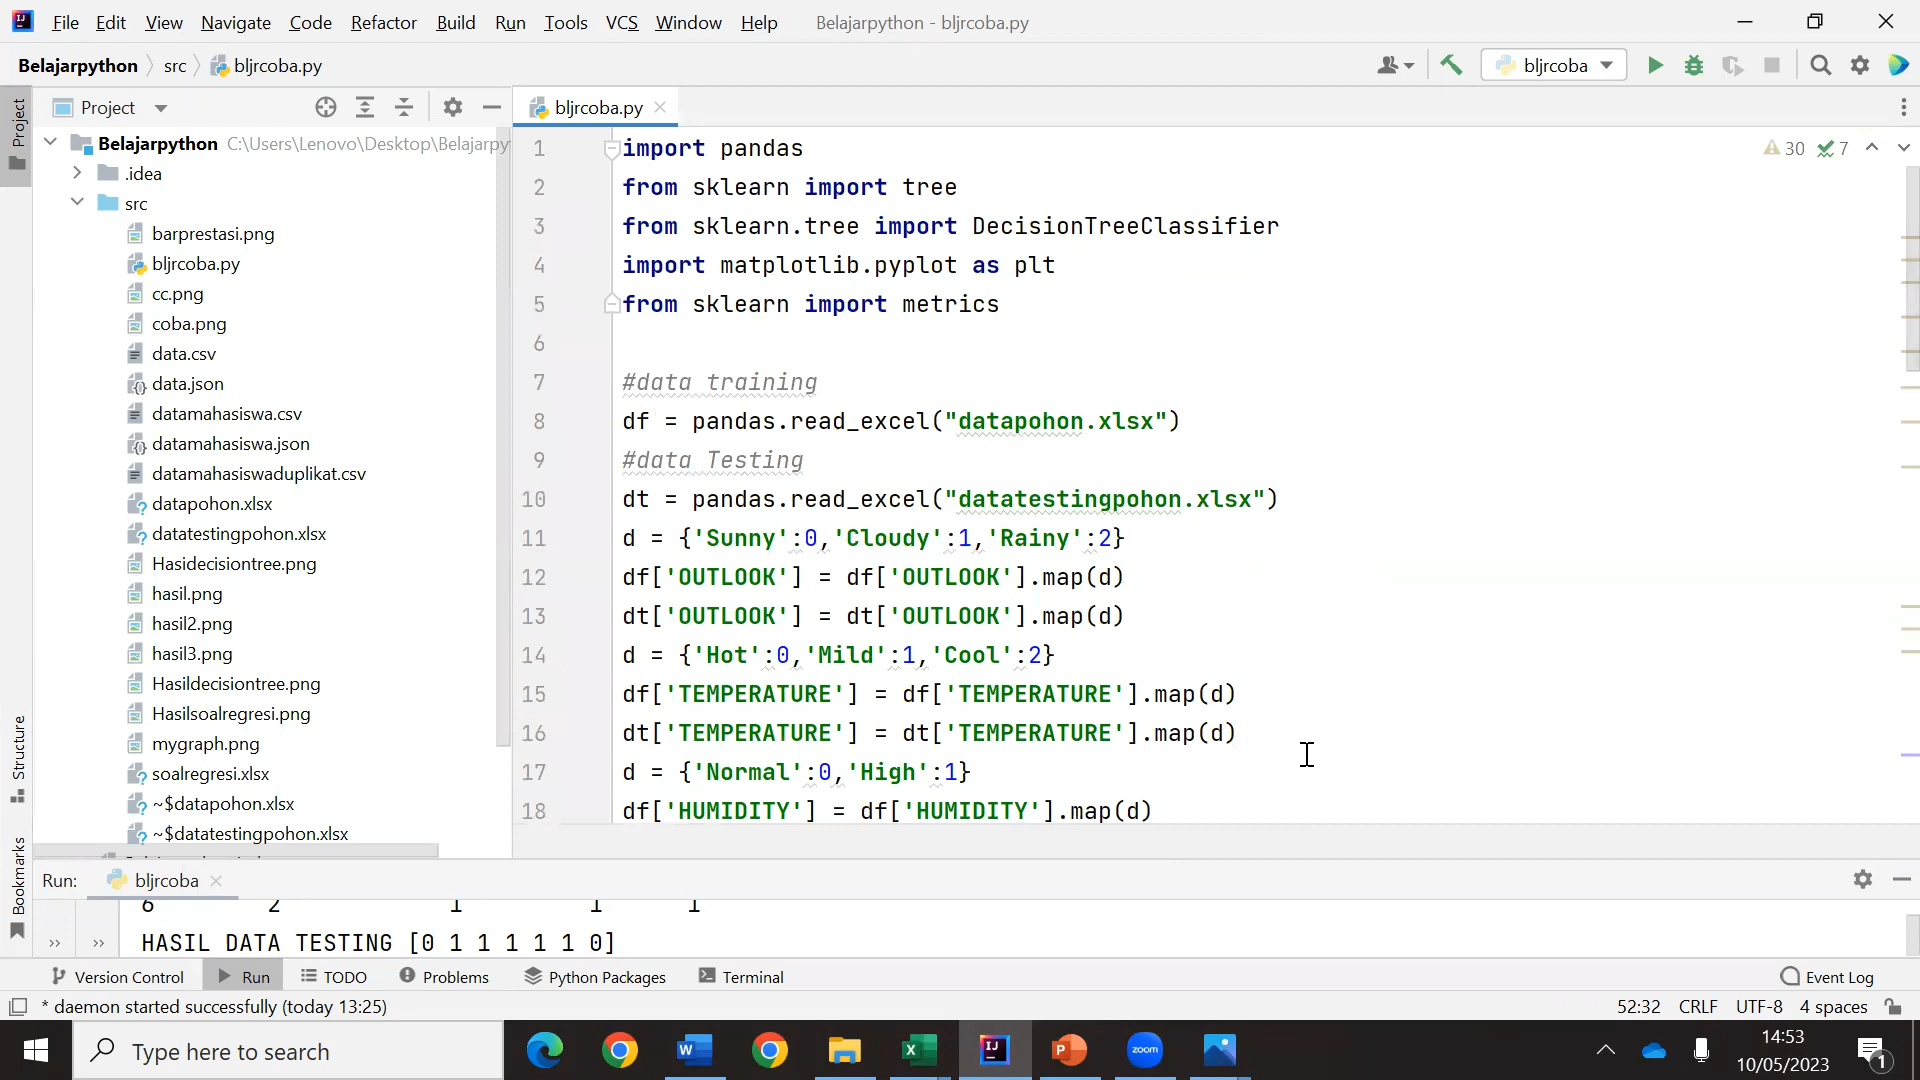 File Edit View Navigate Code Refactor Build Run Tools VCS Window Help Belajarpython - bljrcoba.py
Belajarpython src bljrcoba.py bljrcoba
Project
bljrcoba.py
Project
Belajarpython C:\Users\Lenovo\Desktop\Belajarpy
.idea
src
barprestasi.png
bljrcoba.py
cc.png
coba.png
data.csv
data.json
datamahasiswa.csv
datamahasiswa.json
datamahasiswaduplikat.csv
datapohon.xlsx
datatestingpohon.xlsx
Hasidecisiontree.png
hasil.png
hasil2.png
hasil3.png
Hasildecisiontree.png
Hasilsoalregresi.png
mygraph.png
soalregresi.xlsx
~$datapohon.xlsx
~$datatestingpohon.xlsx
Structure
Bookmarks
30 7
1 import pandas
2 from sklearn import tree
3 from sklearn.tree import DecisionTreeClassifier
4 import matplotlib.pyplot as plt
5 from sklearn import metrics
6
7 #data training
8 df = pandas.read_excel("datapohon.xlsx")
9 #data Testing
10 dt = pandas.read_excel("datatestingpohon.xlsx")
11 d = {'Sunny':0,'Cloudy':1,'Rainy':2}
12 df['OUTLOOK'] = df['OUTLOOK'].map(d)
13 dt['OUTLOOK'] = dt['OUTLOOK'].map(d)
14 d = {'Hot':0,'Mild':1,'Cool':2}
15 df['TEMPERATURE'] = df['TEMPERATURE'].map(d)
16 dt['TEMPERATURE'] = dt['TEMPERATURE'].map(d)
17 d = {'Normal':0,'High':1}
18 df['HUMIDITY'] = df['HUMIDITY'].map(d)
Run: bljrcoba
6 2 1 1 1
HASIL DATA TESTING [0 1 1 1 1 1 0]
Version Control Run TODO Problems Python Packages Terminal Event Log
* daemon started successfully (today 13:25) 52:32 CRLF UTF-8 4 spaces
Type here to search
zoom
14:53
10/05/2023
1